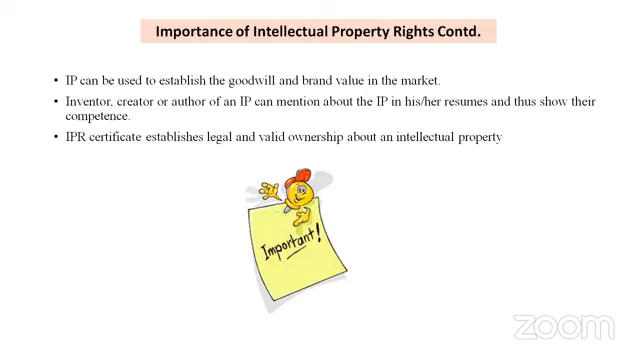 Importance of Intellectual Property Rights Contd.
• IP can be used to establish the goodwill and brand value in the market.
• Inventor, creator or author of an IP can mention about the IP in his/her resumes and thus show their
competence.
• IPR certificate establishes legal and valid ownership about an intellectual property
Important!
zoom